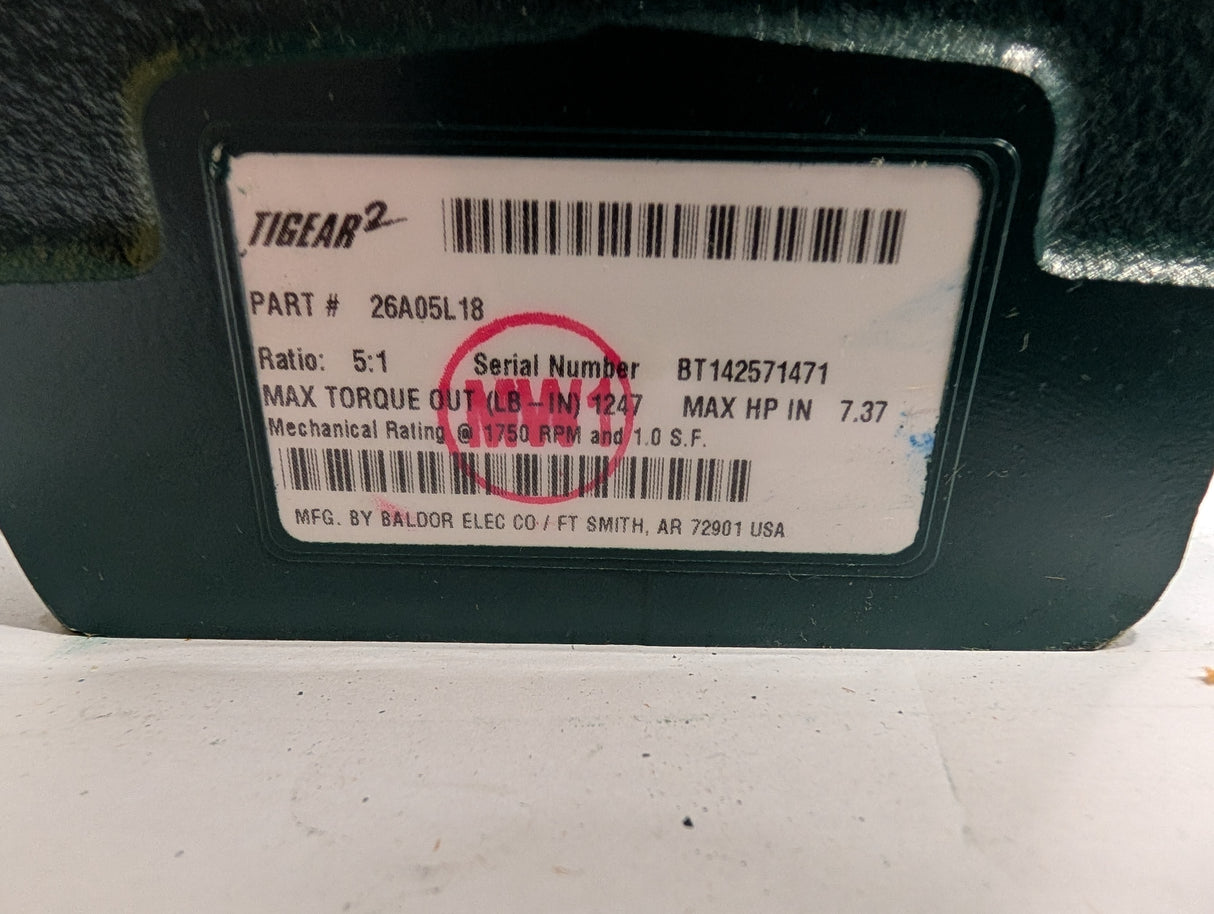 TIGEAR2
PART # 26A05L18
Ratio: 5:1 Serial Number BT142571471
MAX TORQUE OUT (LB-IN) 1247 MAX HP IN 7.37
MW1
Mechanical Rating @ 1750 RPM and 1.0 S.F.
MFG. BY BALDOR ELEC CO / FT SMITH, AR 72901 USA